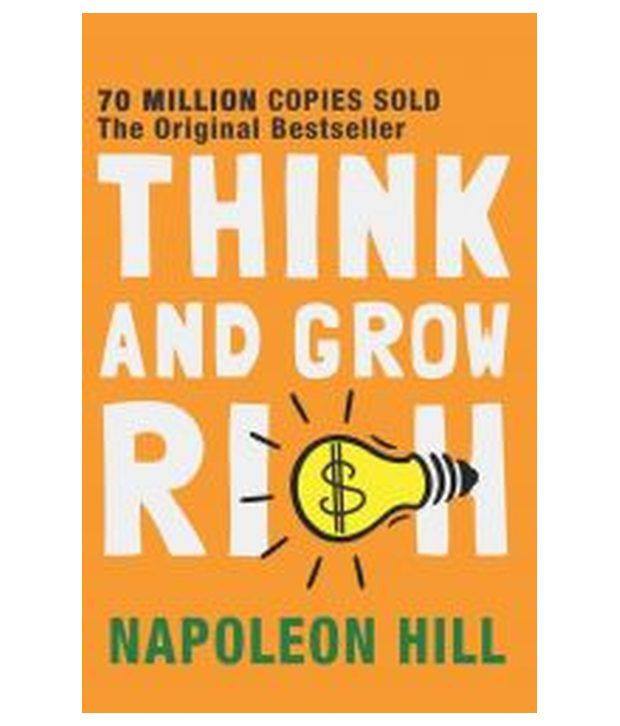 70 MILLION COPIES SOLD
The Original Bestseller
THINK
AND GROW
RICH
$
NAPOLEON HILL